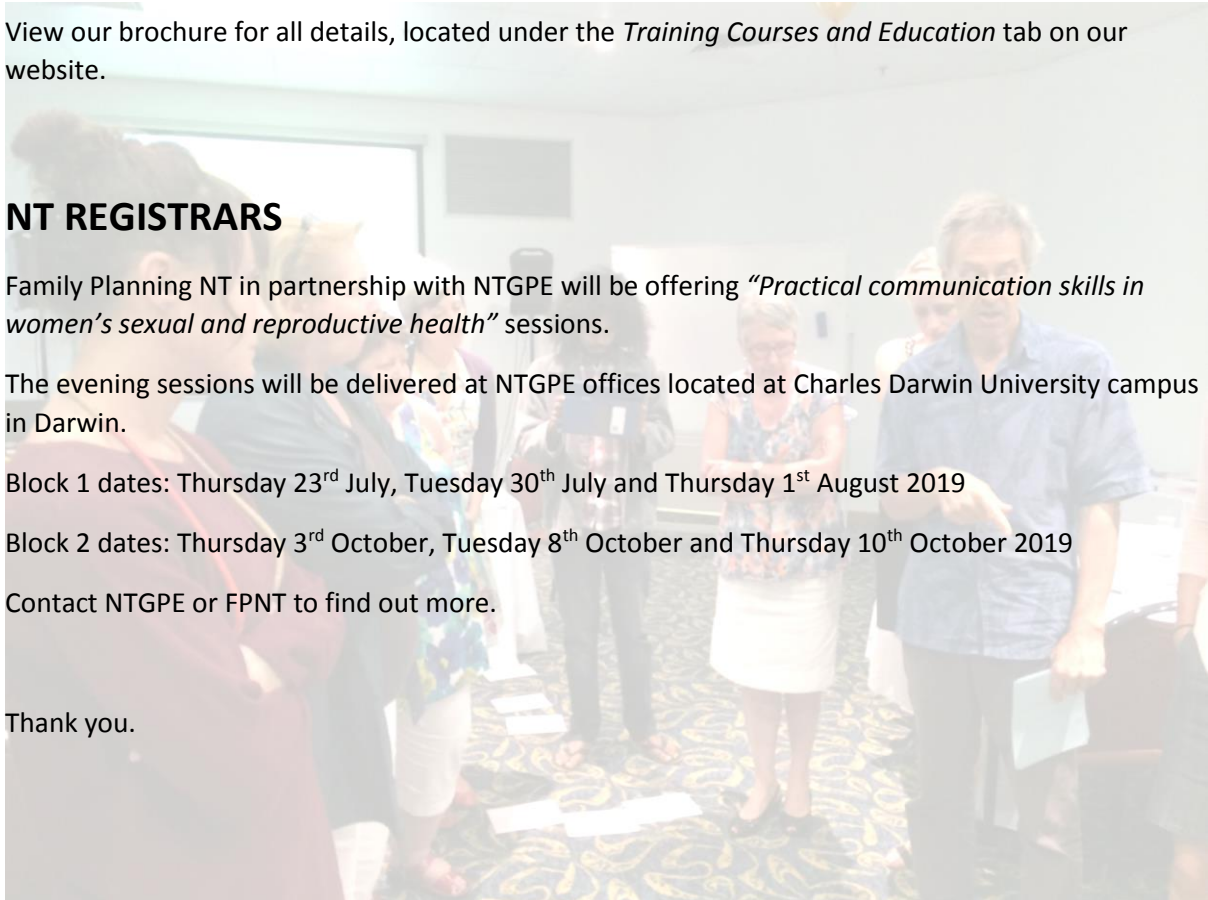 View our brochure for all details, located under the Training Courses and Education tab on our
website.
NT REGISTRARS
Family Planning NT in partnership with NTGPE will be offering “Practical communication skills in
women’s sexual and reproductive health” sessions.
The evening sessions will be delivered at NTGPE offices located at Charles Darwin University campus
in Darwin.
Block 1 dates: Thursday 23rd July, Tuesday 30th July and Thursday 1st August 2019
Block 2 dates: Thursday 3rd October, Tuesday 8th October and Thursday 10th October 2019
Contact NTGPE or FPNT to find out more.
Thank you.